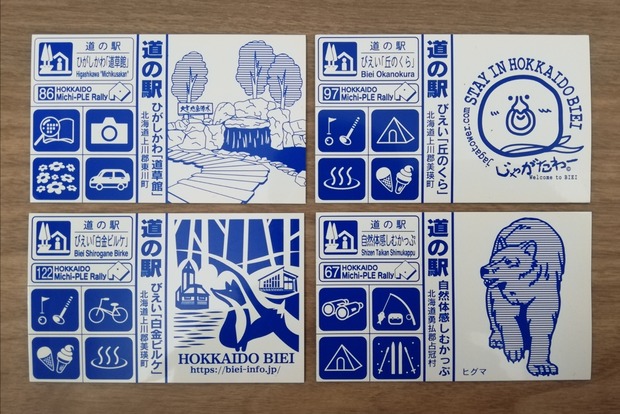 道の駅
ひがしかわ「道草館」
Higashikawa "Michikusakan"
86 HOKKAIDO
Michi-PLE Rally
道の駅 ひがしかわ「道草館」
北海道上川郡東川町
道の駅
びえい「丘のくら」
Biei Okanokura
97 HOKKAIDO
Michi-PLE Rally
道の駅 びえい「丘のくら」
北海道上川郡美瑛町
STAY IN HOKKAIDO BIEI
jagatower.com
じゃがたわー
Welcome to BIEI
道の駅
びえい「白金ビルケ」
Biei Shirogane Birke
122 HOKKAIDO
Michi-PLE Rally
道の駅 びえい「白金ビルケ」
北海道上川郡美瑛町
HOKKAIDO BIEI
https://biei-info.jp/
道の駅
自然体感しむかっぷ
Shizen Taikan Shimukappu
67 HOKKAIDO
Michi-PLE Rally
道の駅 自然体感しむかっぷ
北海道勇払郡占冠村
ヒグマ